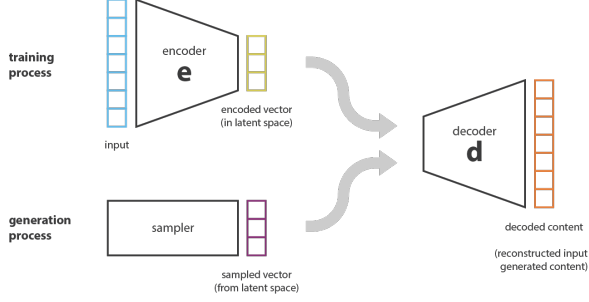 training
process
encoder
e
encoded vector
(in latent space)
input
decoder
d
generation
process
sampler
sampled vector
(from latent space)
decoded content
(reconstructed input
generated content)